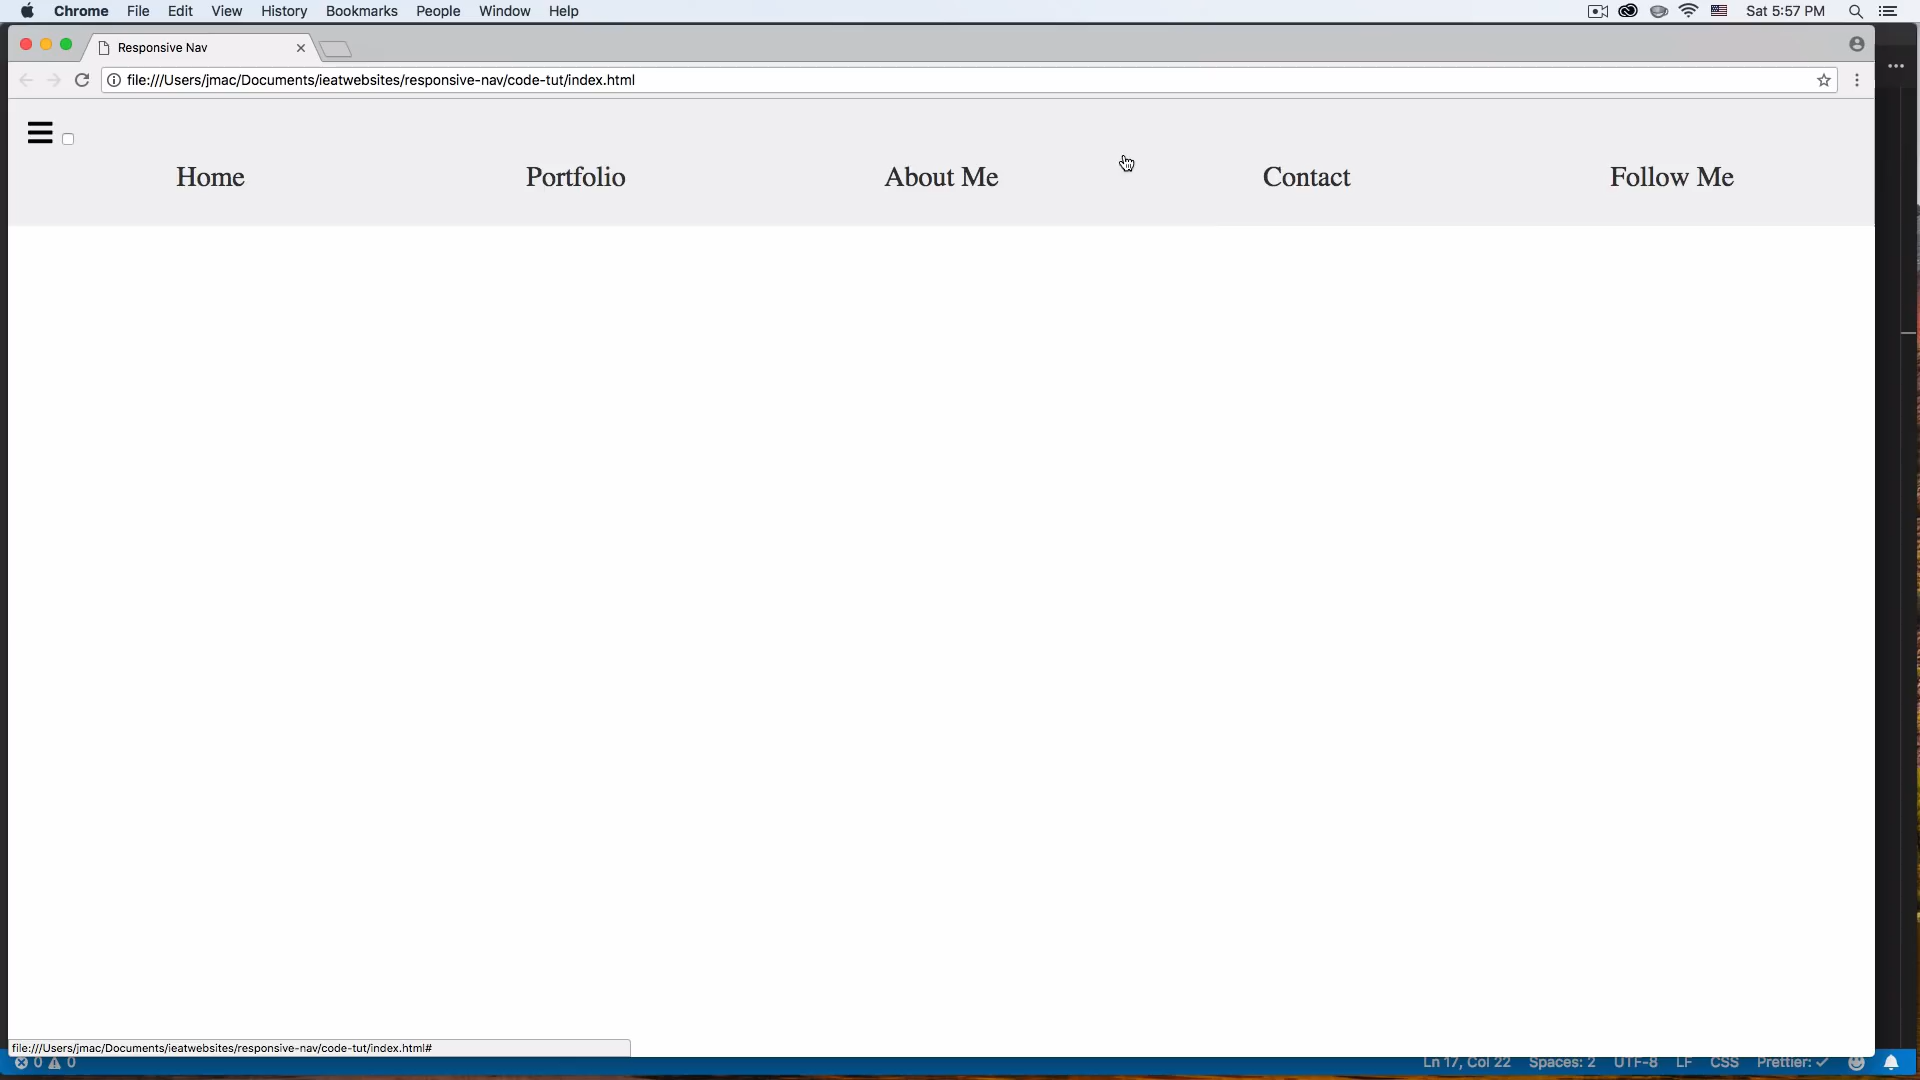 Chrome File Edit View History Bookmarks People Window Help Sat 5:57 PM
Responsive Nav
file:///Users/jmac/Documents/ieatwebsites/responsive-nav/code-tut/index.html
Home Portfolio About Me Contact Follow Me
file:///Users/jmac/Documents/ieatwebsites/responsive-nav/code-tut/index.html#
0 0 Ln 17, Col 22 Spaces: 2 UTF-8 LF CSS Prettier: ✓